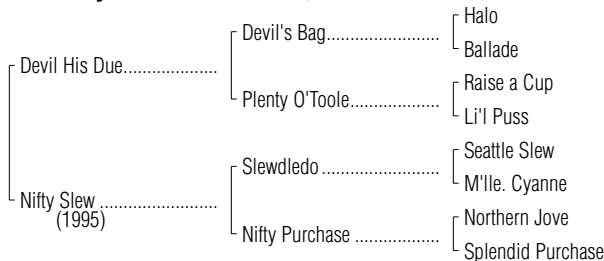 Halo
Devil's Bag.......................
Ballade
Devil His Due...................
Raise a Cup
Plenty O'Toole..................
Li'l Puss
Seattle Slew
Slewdledo ........................
M'lle. Cyanne
Nifty Slew ........................
(1995)
Northern Jove
Nifty Purchase .................
Splendid Purchase